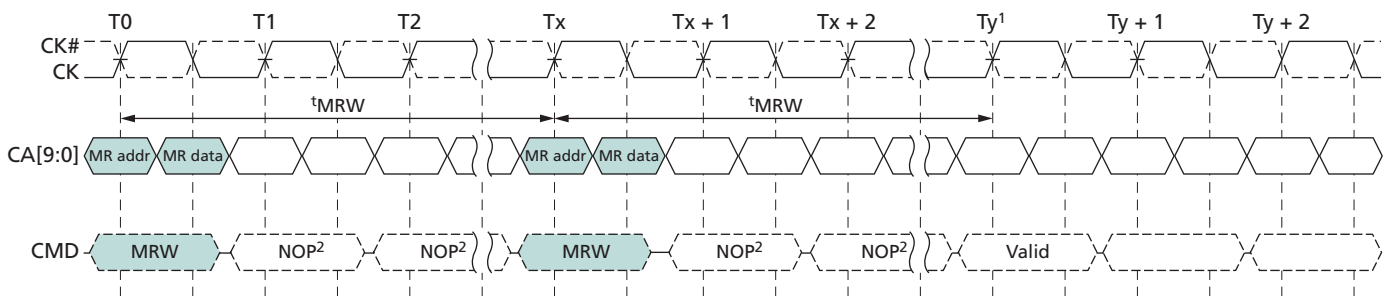 T0 T1 T2 Tx Tx + 1 Tx + 2 Ty¹ Ty + 1 Ty + 2
CK#
CK
ᵗMRW ᵗMRW
CA[9:0] MR addr MR data MR addr MR data
CMD MRW NOP² NOP² MRW NOP² NOP² Valid